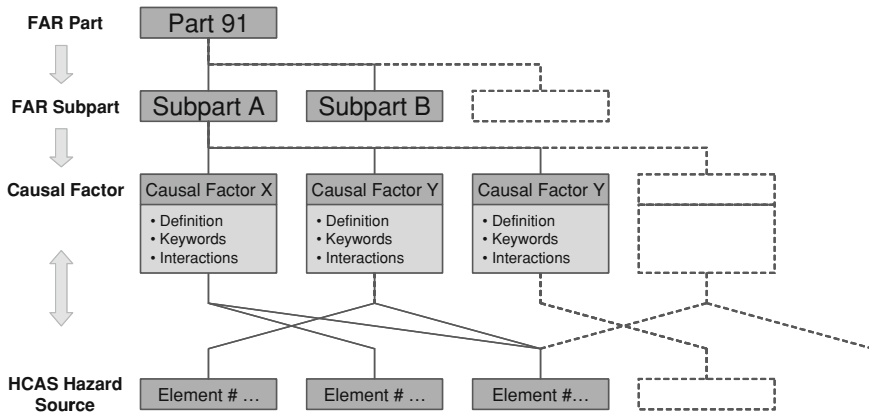 FAR Part
Part 91
FAR Subpart
Subpart A
Subpart B
Causal Factor
Causal Factor X
Causal Factor Y
Causal Factor Y
• Definition
• Keywords
• Interactions
• Definition
• Keywords
• Interactions
• Definition
• Keywords
• Interactions
HCAS Hazard
Source
Element # …
Element # …
Element #…